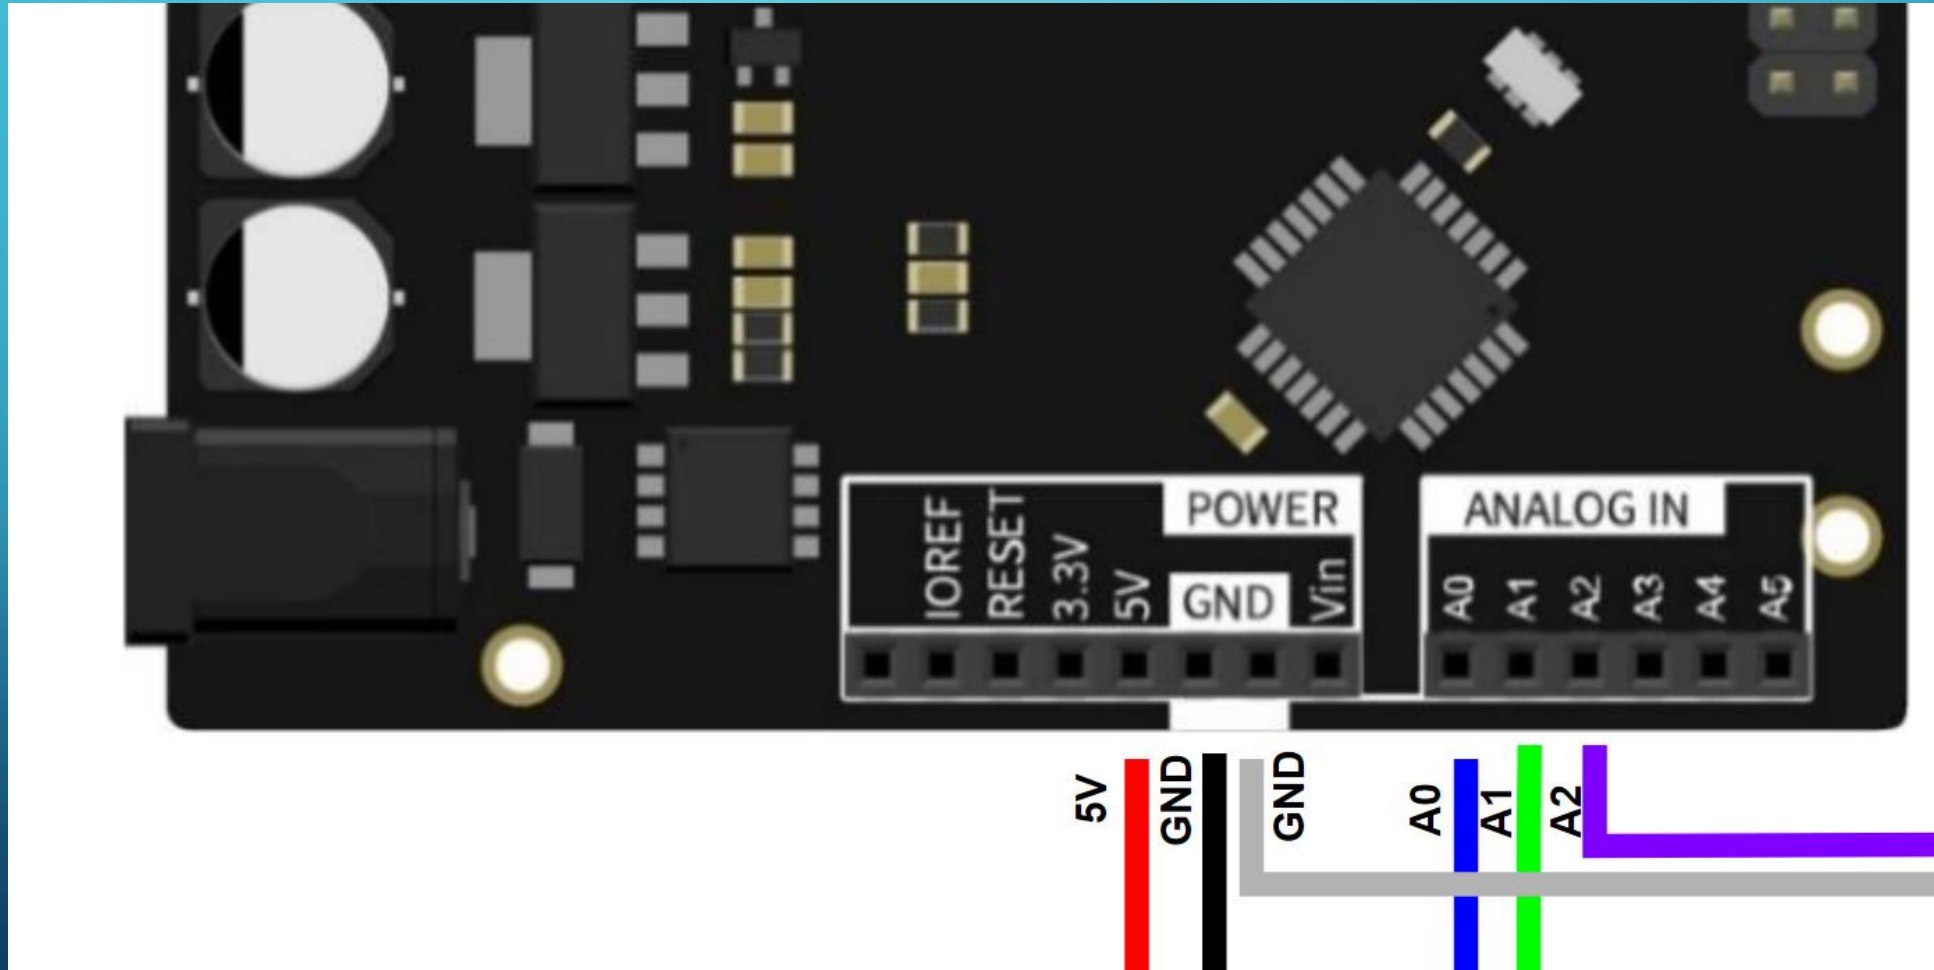 POWER
ANALOG IN
IOREF
RESET
3.3V
5V
GND
Vin
A0
A1
A2
A3
A4
A5
5V
GND
GND
A0
A1
A2